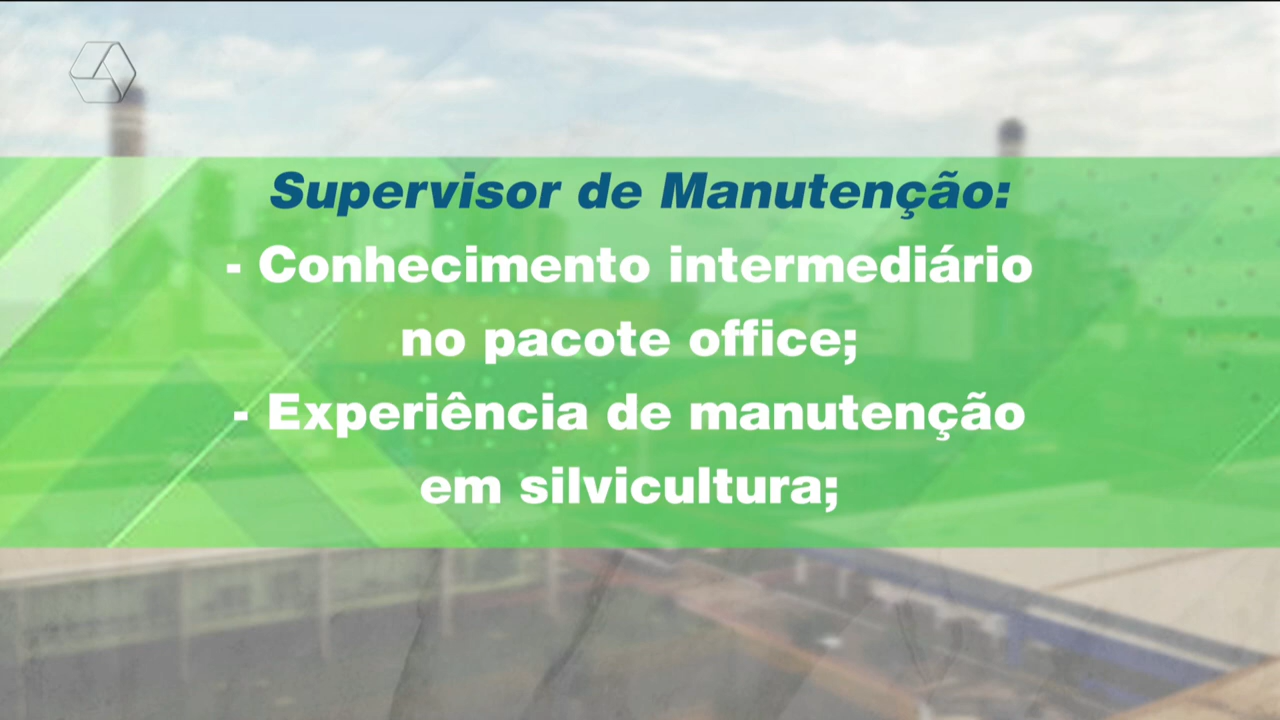 Supervisor de Manutenção:
- Conhecimento intermediário
no pacote office;
- Experiência de manutenção
em silvicultura;